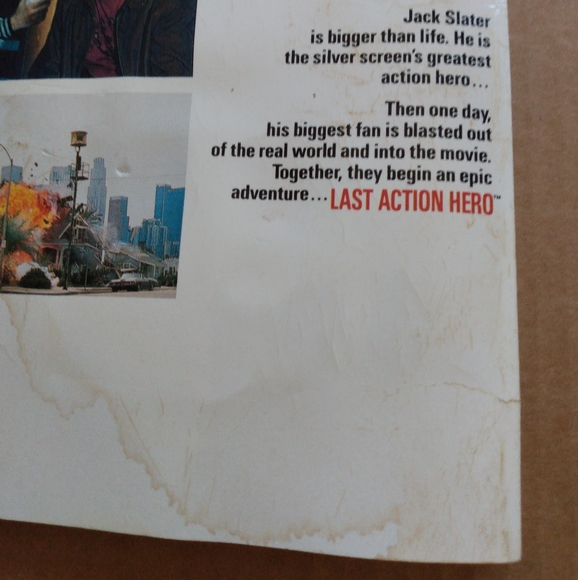 Jack Slater
is bigger than life. He is
the silver screen's greatest
action hero...
Then one day,
his biggest fan is blasted out
of the real world and into the movie.
Together, they begin an epic
adventure...LAST ACTION HERO™